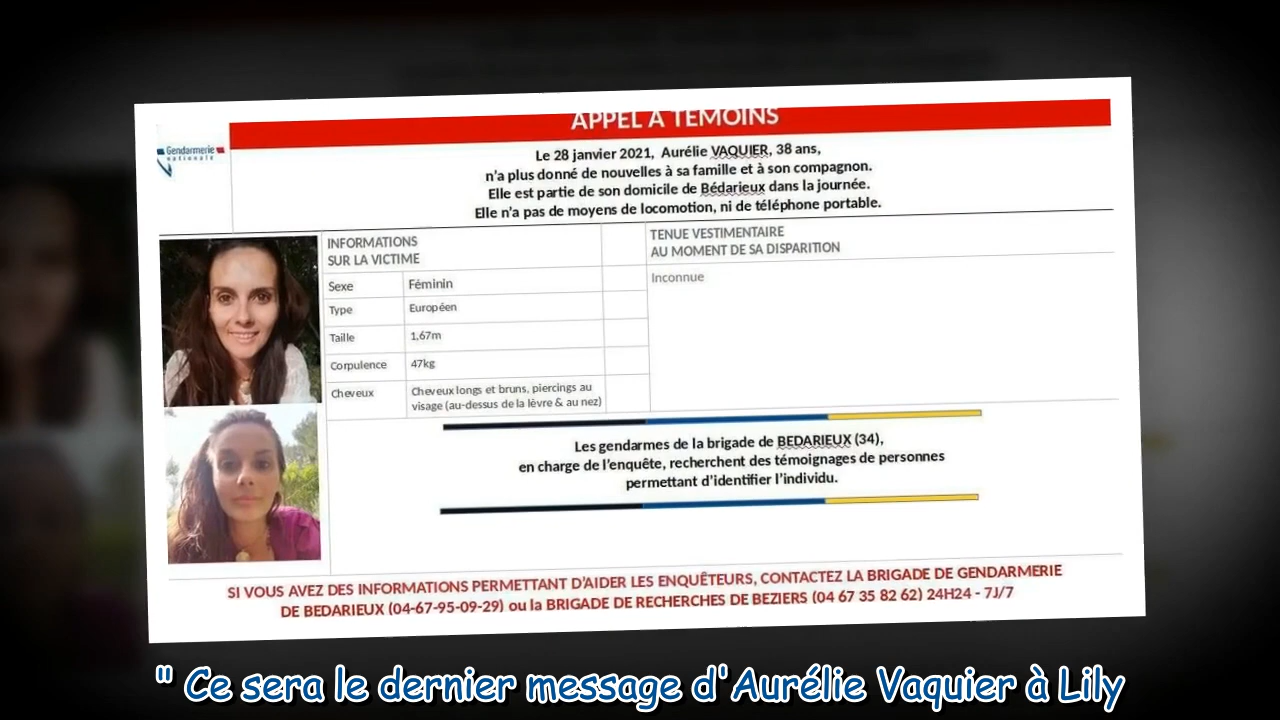 APPEL A TEMOINS
Gendarmerie
nationale
Le 28 janvier 2021, Aurélie VAQUIER, 38 ans,
n'a plus donné de nouvelles à sa famille et à son compagnon.
Elle est partie de son domicile de Bédarieux dans la journée.
Elle n'a pas de moyens de locomotion, ni de téléphone portable.
INFORMATIONS
SUR LA VICTIME
Sexe Féminin
Type Européen
Taille 1,67m
Corpulence 47kg
Cheveux Cheveux longs et bruns, piercings au
visage (au-dessus de la lèvre & au nez)
TENUE VESTIMENTAIRE
AU MOMENT DE SA DISPARITION
Inconnue
Les gendarmes de la brigade de BEDARIEUX (34),
en charge de l'enquête, recherchent des témoignages de personnes
permettant d'identifier l'individu.
SI VOUS AVEZ DES INFORMATIONS PERMETTANT D'AIDER LES ENQUÊTEURS, CONTACTEZ LA BRIGADE DE GENDARMERIE
DE BEDARIEUX (04-67-95-09-29) ou la BRIGADE DE RECHERCHES DE BEZIERS (04 67 35 82 62) 24H24 - 7J/7
" Ce sera le dernier message d'Aurélie Vaquier à Lily